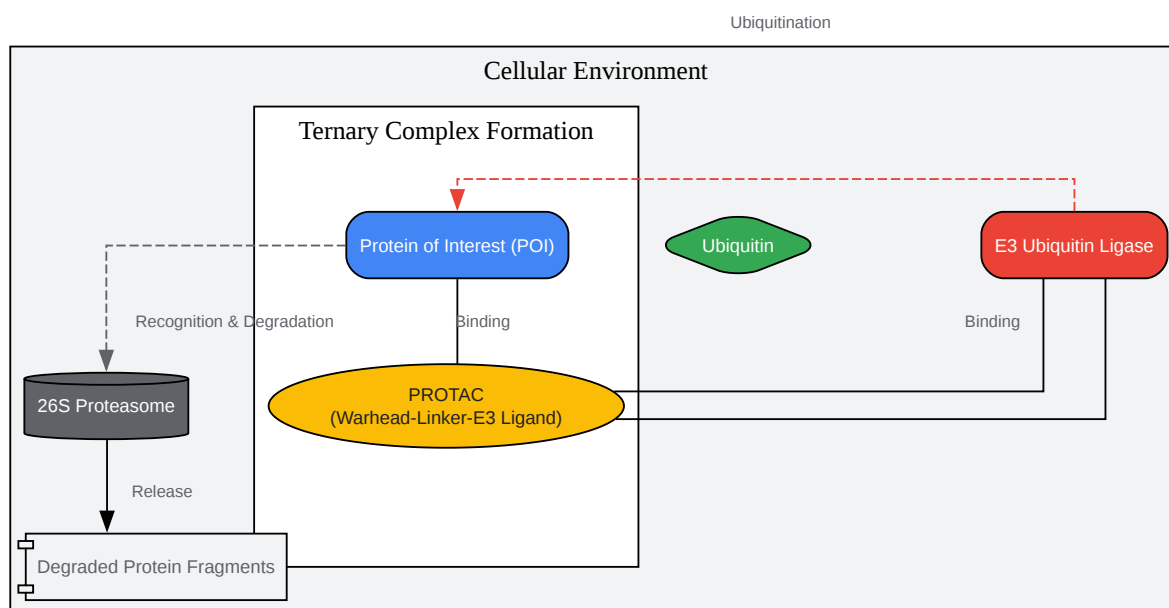 Ubiquitination
Cellular Environment
Ternary Complex Formation
Protein of Interest (POI)
Ubiquitin
E3 Ubiquitin Ligase
Recognition & Degradation
Binding
Binding
26S Proteasome
PROTAC
(Warhead-Linker-E3 Ligand)
Release
Degraded Protein Fragments